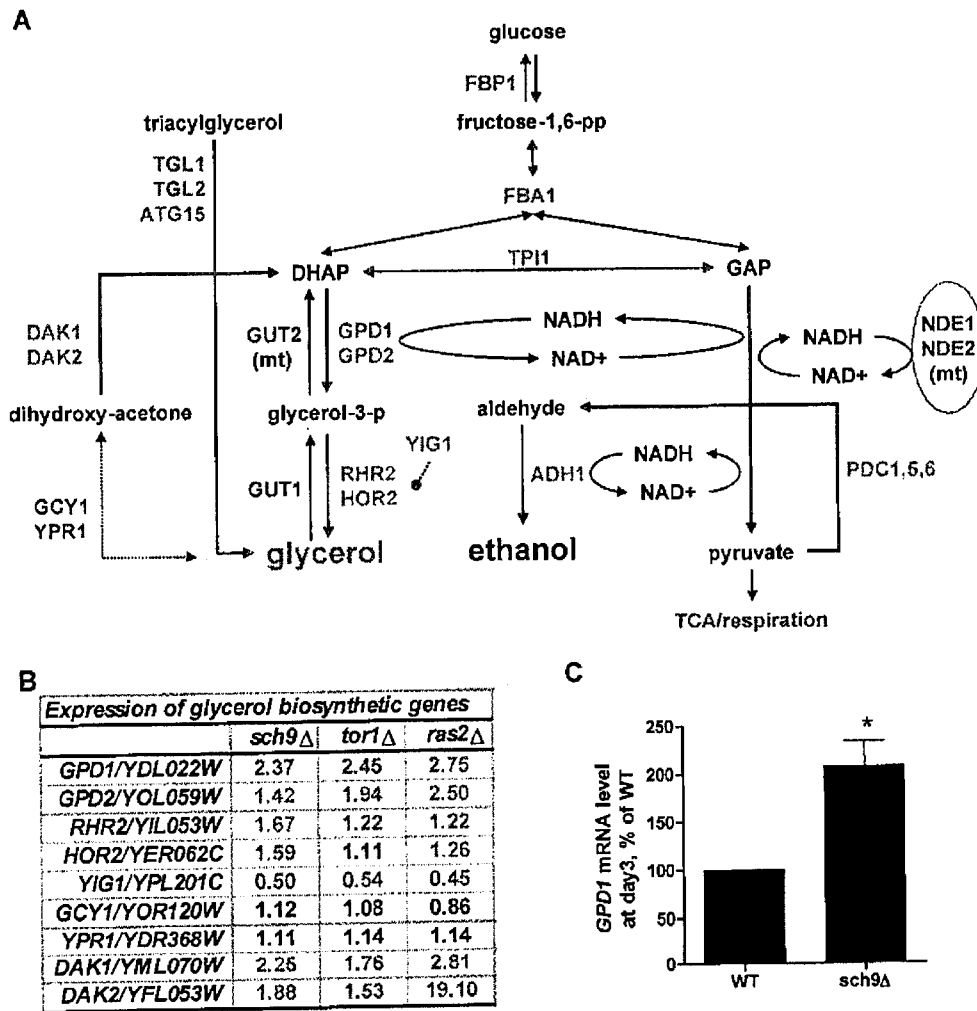 A
glucose
FBP1
fructose-1,6-pp
triacylglycerol
TGL1
TGL2
ATG15
FBA1
DHAP
TPI1
GAP
DAK1
DAK2
GUT2
(mt)
GPD1
GPD2
NADH
NAD+
NADH
NAD+
NDE1
NDE2
(mt)
dihydroxy-acetone
glycerol-3-p
aldehyde
YIG1
GCY1
YPR1
GUT1
RHR2
HOR2
ADH1
NADH
NAD+
PDC1,5,6
glycerol
ethanol
pyruvate
TCA/respiration
B
Expression of glycerol biosynthetic genes
sch9Δ tor1Δ ras2Δ
GPD1/YDL022W 2.37 2.45 2.75
GPD2/YOL059W 1.42 1.94 2.50
RHR2/YIL053W 1.67 1.22 1.22
HOR2/YER062C 1.59 1.11 1.26
YIG1/YPL201C 0.50 0.54 0.45
GCY1/YOR120W 1.12 1.08 0.86
YPR1/YDR368W 1.11 1.14 1.14
DAK1/YML070W 2.25 1.76 2.81
DAK2/YFL053W 1.88 1.53 19.10
C
GPD1 mRNA level
at day3, % of WT
250
200
150
100
50
0
*
WT
sch9Δ